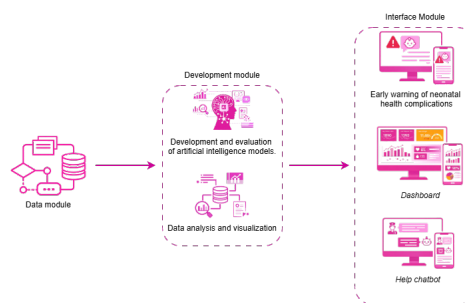 Interface Module
Development module
Early warning of neonatal
health complications
Development and evaluation
of artificial intelligence models.
Data module
Dashboard
Data analysis and visualization
Help chatbot